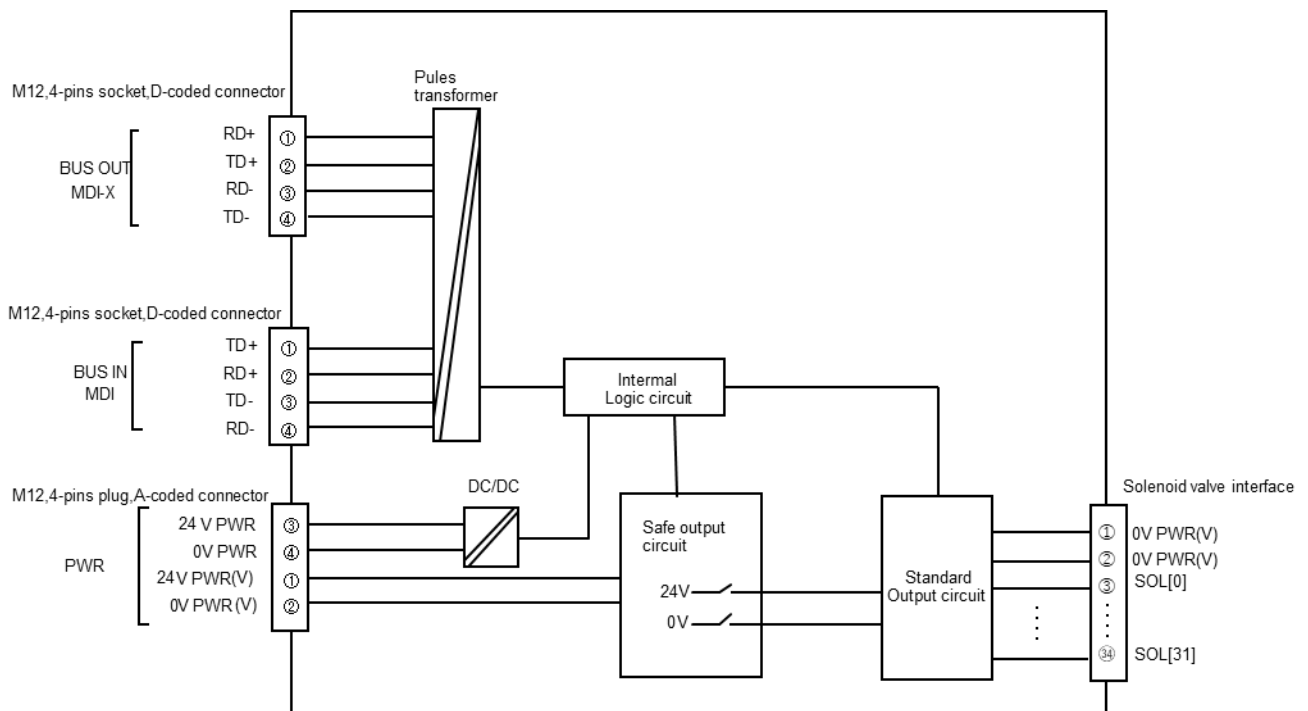 Pules
transformer
M12,4-pins socket,D-coded connector
BUS OUT
MDI-X
RD+ ①
TD+ ②
RD- ③
TD- ④
M12,4-pins socket,D-coded connector
BUS IN
MDI
TD+ ①
RD+ ②
TD- ③
RD- ④
Intermal
Logic circuit
M12,4-pins plug,A-coded connector
PWR
24 V PWR ③
0V PWR ④
24V PWR(V) ①
0V PWR (V) ②
DC/DC
Safe output
circuit
24V
0V
Standard
Output circuit
Solenoid valve interface
① 0V PWR(V)
② 0V PWR(V)
③ SOL[0]
㉞ SOL[31]